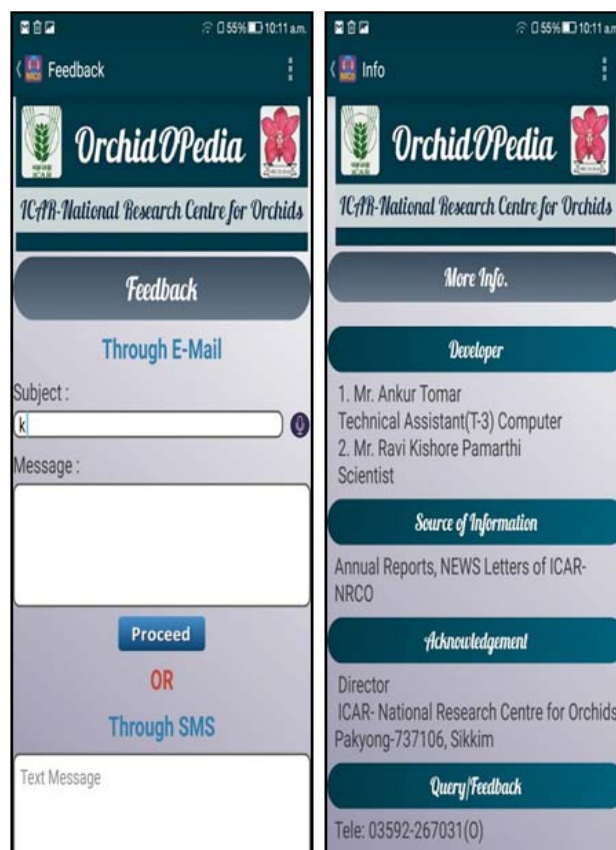 55% 10:11 a.m.
Feedback
OrchidOPedia
ICAR-National Research Centre for Orchids
Feedback
Through E-Mail
Subject :
k
Message :
Proceed
OR
Through SMS
Text Message
55% 10:11 a.m
Info
OrchidOPedia
ICAR-National Research Centre for Orchids
More Info.
Developer
1. Mr. Ankur Tomar
Technical Assistant(T-3) Computer
2. Mr. Ravi Kishore Pamarthi
Scientist
Source of Information
Annual Reports, NEWS Letters of ICAR-
NRCO
Acknowledgement
Director
ICAR- National Research Centre for Orchids
Pakyong-737106, Sikkim
Query/Feedback
Tele: 03592-267031(O)